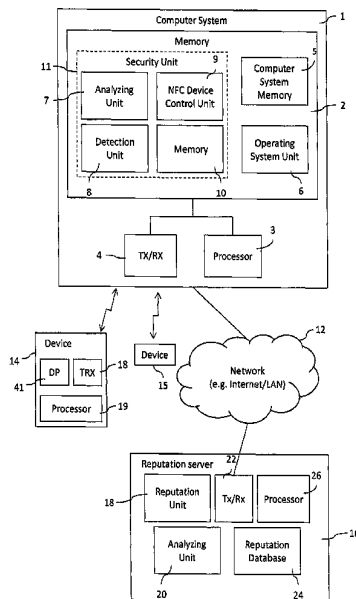 Computer System
1
Memory
11
Security Unit
9
5
7
Analyzing Unit
NFC Device Control Unit
Computer System Memory
2
Detection Unit
Memory
Operating System Unit
8
10
6
4
TX/RX
3
Processor
14
Device
DP
TRX
18
41
Processor
19
Device
15
12
Network
(e.g. Internet/LAN)
Reputation server
22
26
18
Reputation Unit
Tx/Rx
Processor
Analyzing Unit
Reputation Database
20
24